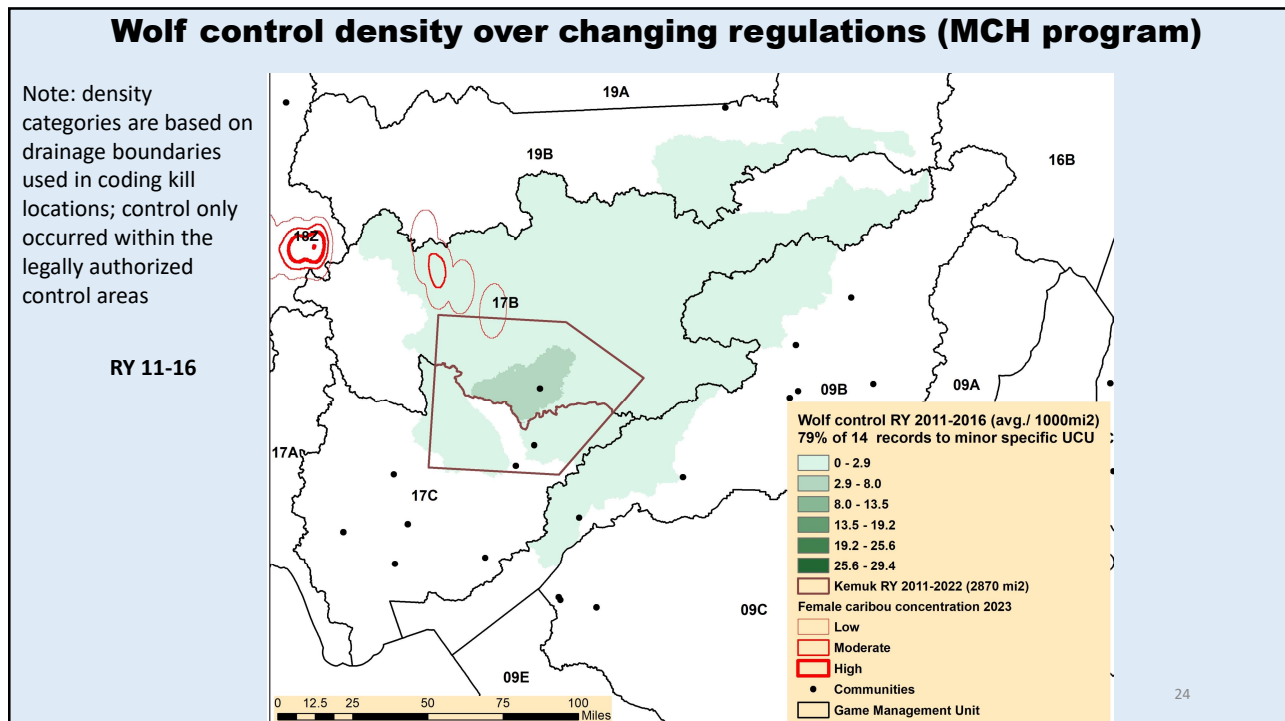 Wolf control density over changing regulations (MCH program)
Note: density
categories are based on
drainage boundaries
used in coding kill
locations; control only
occurred within the
legally authorized
control areas
RY 11-16
19A
19B
16B
18Z
17B
09B
09A
17A
17C
09C
09E
Wolf control RY 2011-2016 (avg./ 1000mi2)
79% of 14 records to minor specific UCU
0 - 2.9
2.9 - 8.0
8.0 - 13.5
13.5 - 19.2
19.2 - 25.6
25.6 - 29.4
Kemuk RY 2011-2022 (2870 mi2)
Female caribou concentration 2023
Low
Moderate
High
Communities
Game Management Unit
0 12.5 25 50 75 100
Miles
24